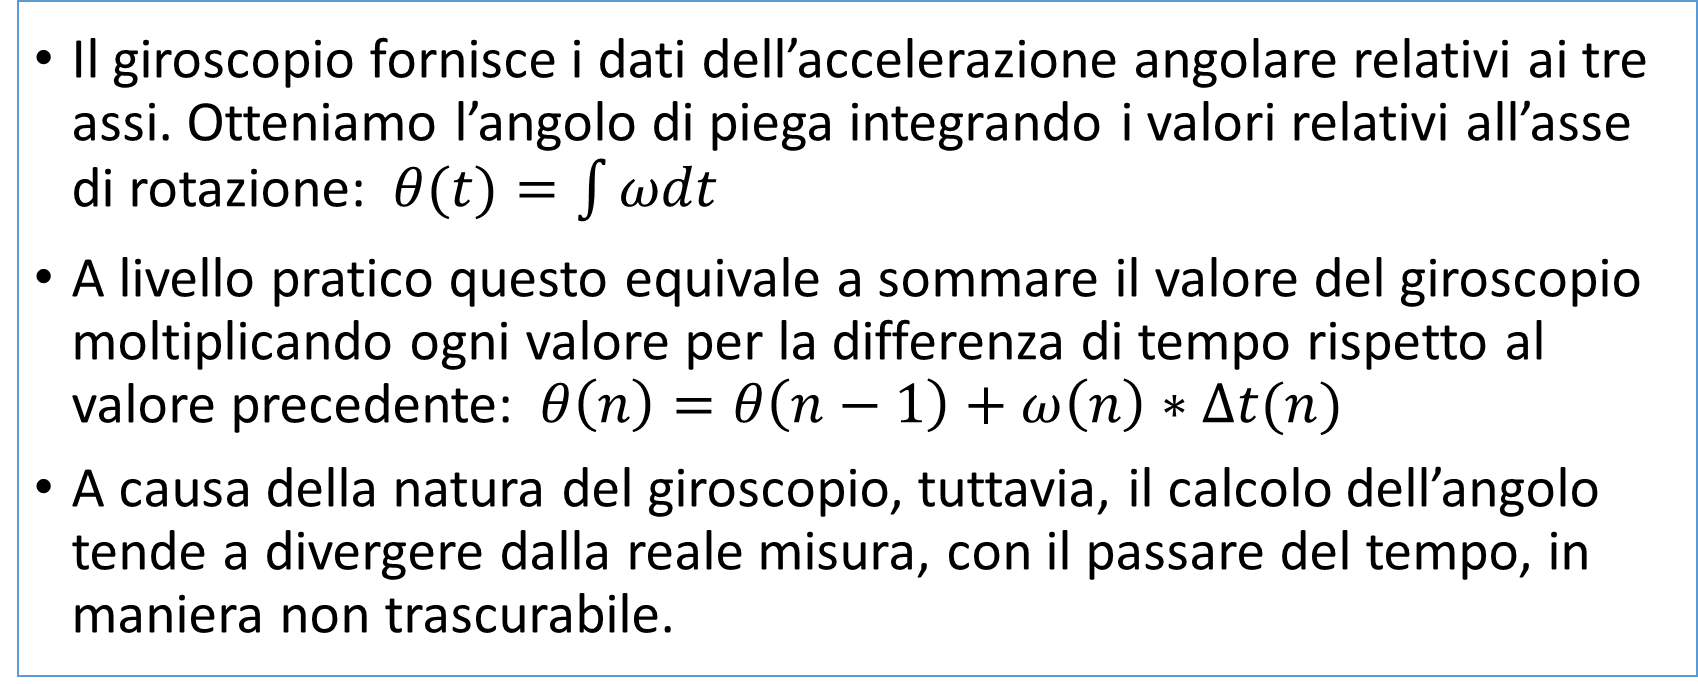 • Il giroscopio fornisce i dati dell’accelerazione angolare relativi ai tre
assi. Otteniamo l’angolo di piega integrando i valori relativi all’asse
di rotazione: θ(t) = ∫ ωdt
• A livello pratico questo equivale a sommare il valore del giroscopio
moltiplicando ogni valore per la differenza di tempo rispetto al
valore precedente: θ(n) = θ(n − 1) + ω(n) ∗ Δt(n)
• A causa della natura del giroscopio, tuttavia, il calcolo dell’angolo
tende a divergere dalla reale misura, con il passare del tempo, in
maniera non trascurabile.